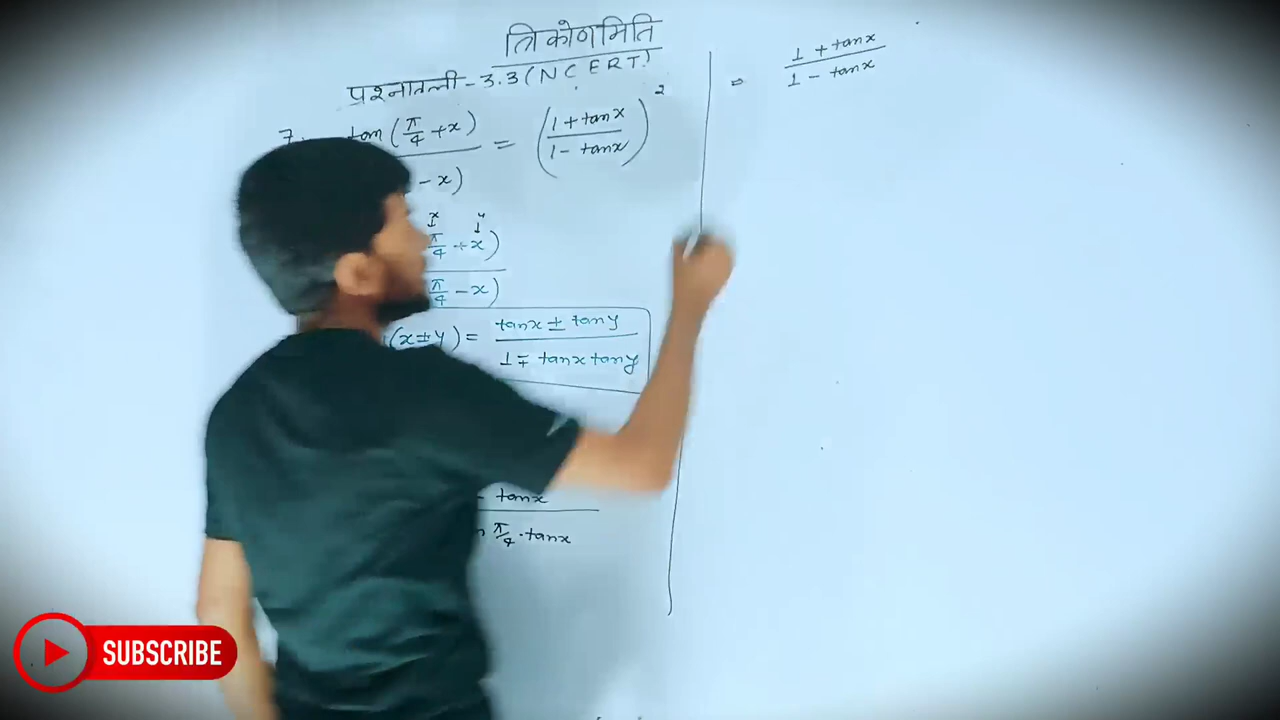 त्रिकोणमिति
प्रश्नातली - 3.3 (NCERT)
7. tan(π/4 + x)
- x)
= ((1 + tanx)/(1 - tanx))²
x y
π/4 + x)
π/4 - x)
(x ± y) = (tanx ± tany)/(1 ∓ tanx tany)
- tanx
π/4 · tanx
⇒ (1 + tanx)/(1 - tanx)
SUBSCRIBE